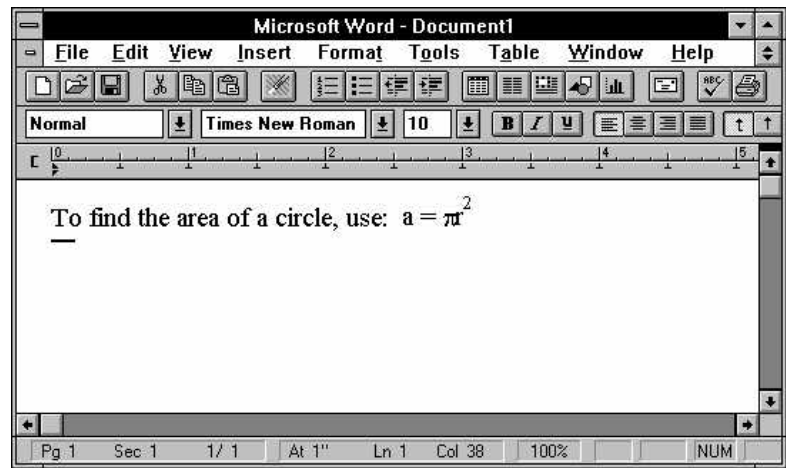 Microsoft Word - Document1
File Edit View Insert Format Tools Table Window Help
ABC
Normal Times New Roman 10 B I U t t
0 1 2 3 4 5
To find the area of a circle, use: a = πr²
Pg 1 Sec 1 1/ 1 At 1" Ln 1 Col 38 100% NUM